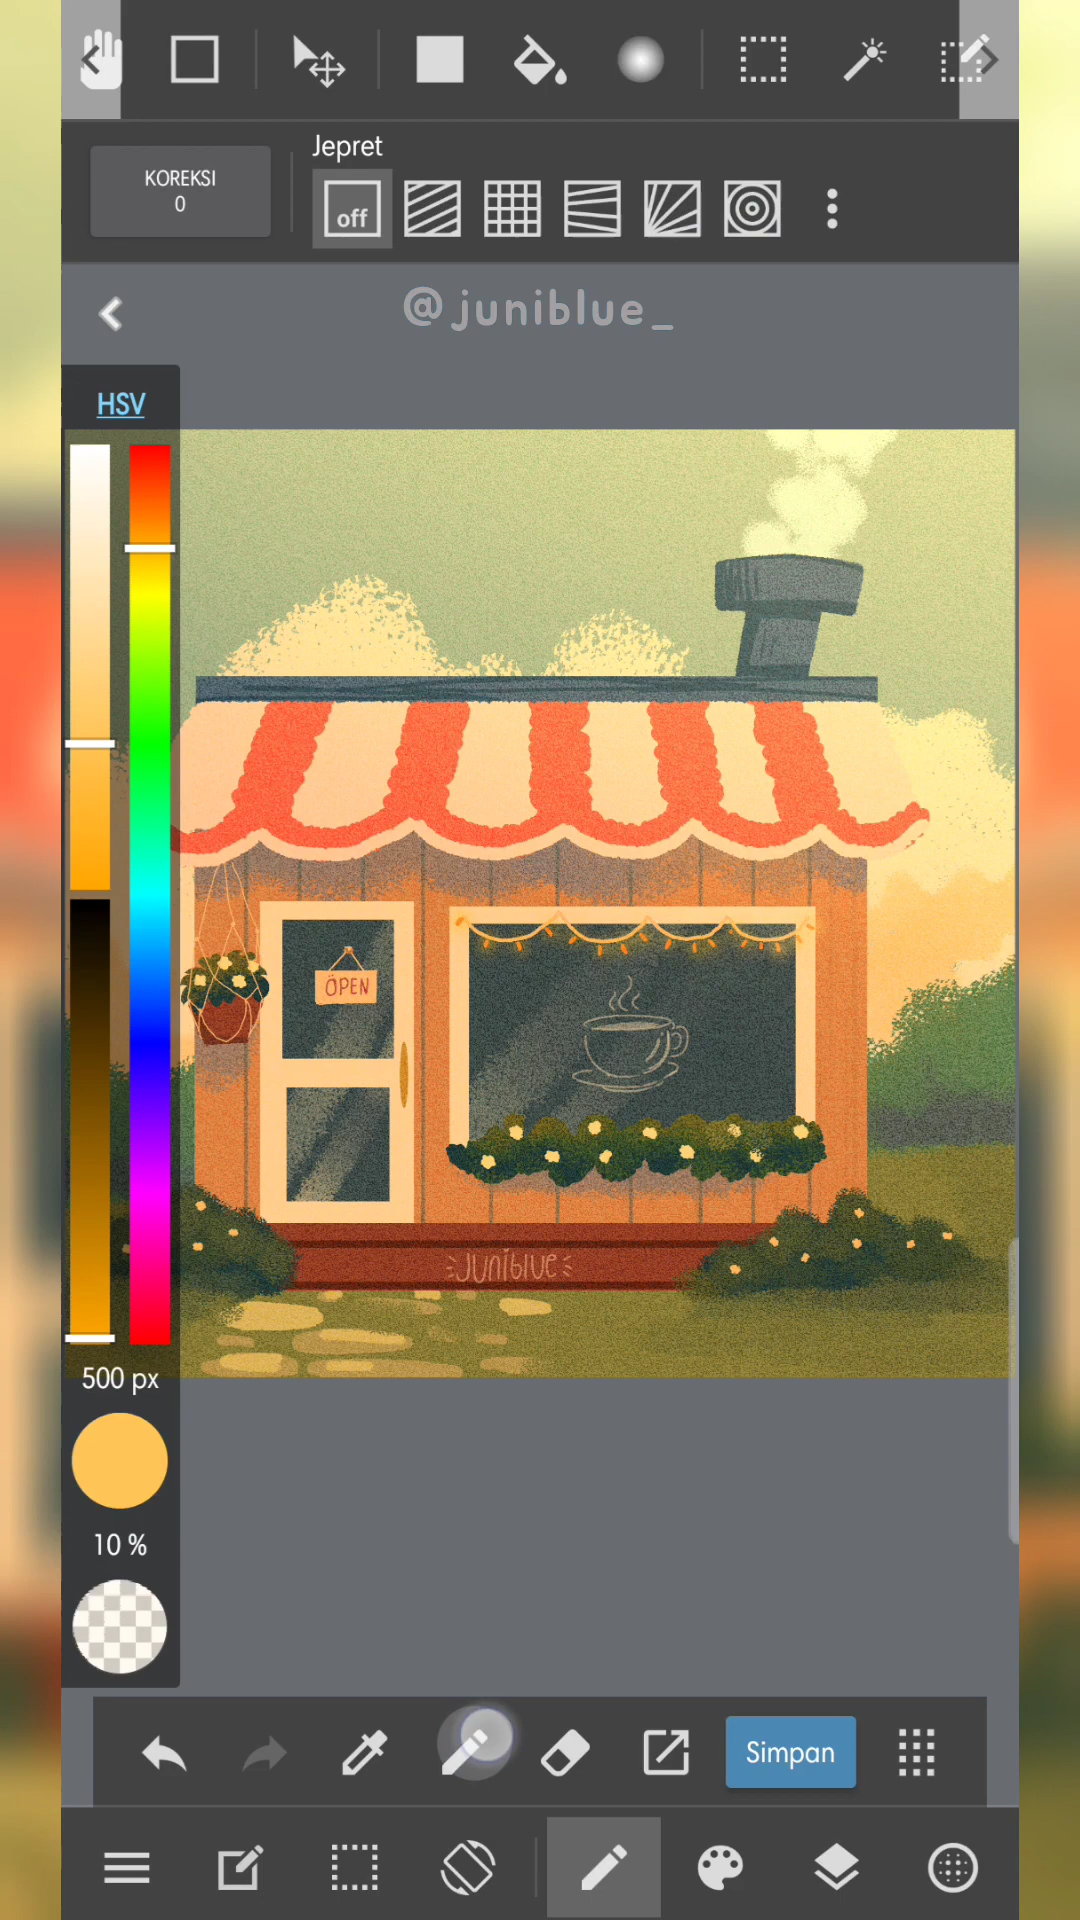 Jepret
KOREKSI
0
off
@juniblue_
HSV
OPEN
Juniblue
500 px
10 %
Simpan